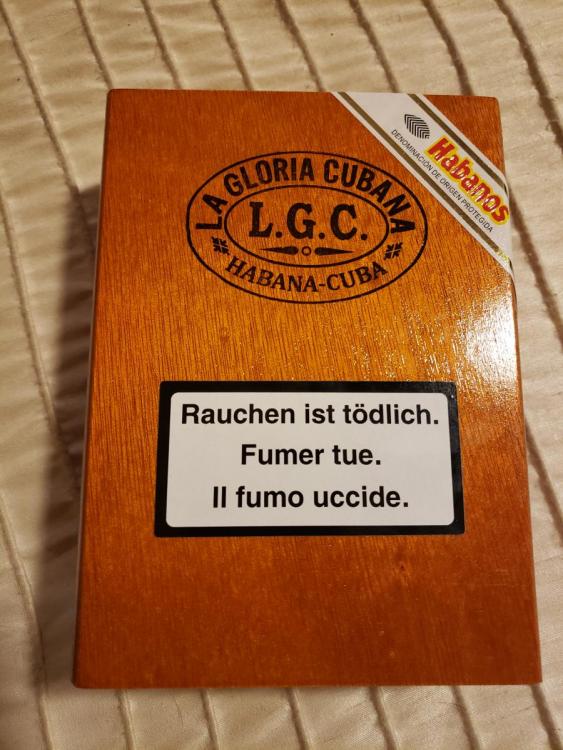 LA GLORIA CUBANA
L.G.C.
HABANA-CUBA
Habanos
DENOMINACIÓN DE ORIGEN PROTEGIDA
Rauchen ist tödlich.
Fumer tue.
Il fumo uccide.